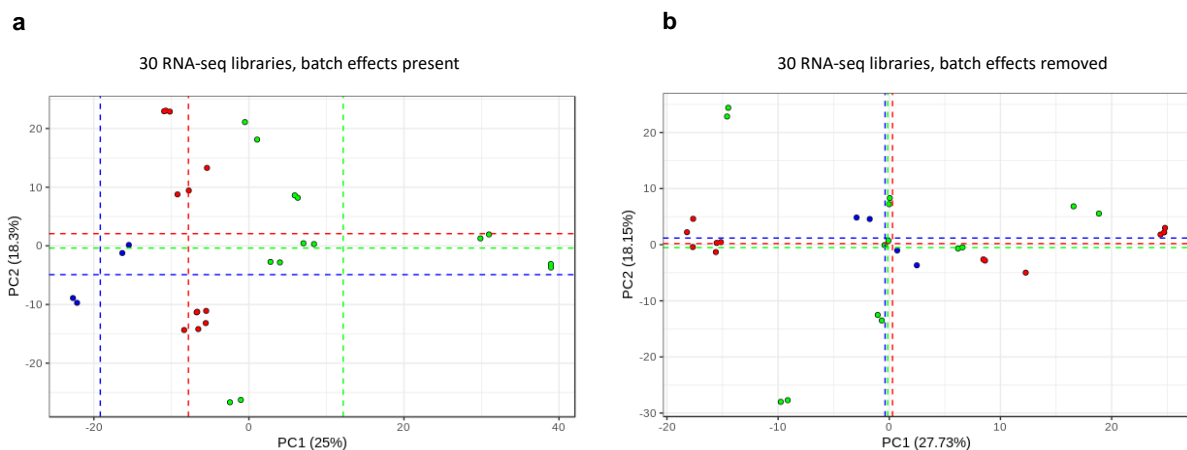 a
30 RNA-seq libraries, batch effects present
20
10
0
-10
-20
PC2 (18.3%)
-20
0
20
40
PC1 (25%)
b
30 RNA-seq libraries, batch effects removed
20
10
0
-10
-20
-30
PC2 (18.15%)
-20
-10
0
10
20
PC1 (27.73%)